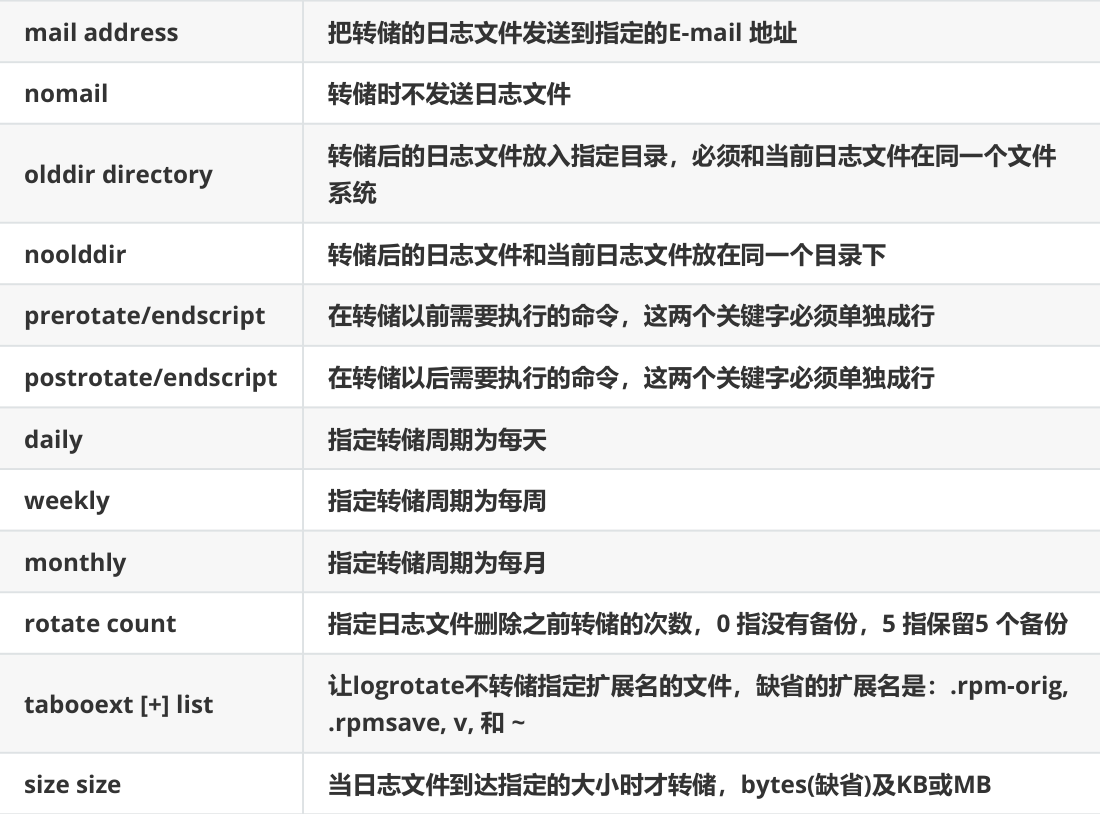 mail address 把转储的日志文件发送到指定的E-mail 地址
nomail 转储时不发送日志文件
olddir directory 转储后的日志文件放入指定目录，必须和当前日志文件在同一个文件
系统
noolddir 转储后的日志文件和当前日志文件放在同一个目录下
prerotate/endscript 在转储以前需要执行的命令，这两个关键字必须单独成行
postrotate/endscript 在转储以后需要执行的命令，这两个关键字必须单独成行
daily 指定转储周期为每天
weekly 指定转储周期为每周
monthly 指定转储周期为每月
rotate count 指定日志文件删除之前转储的次数，0 指没有备份，5 指保留5 个备份
tabooext [+] list 让logrotate不转储指定扩展名的文件，缺省的扩展名是：.rpm-orig,
.rpmsave, v, 和 ~
size size 当日志文件到达指定的大小时才转储，bytes(缺省)及KB或MB